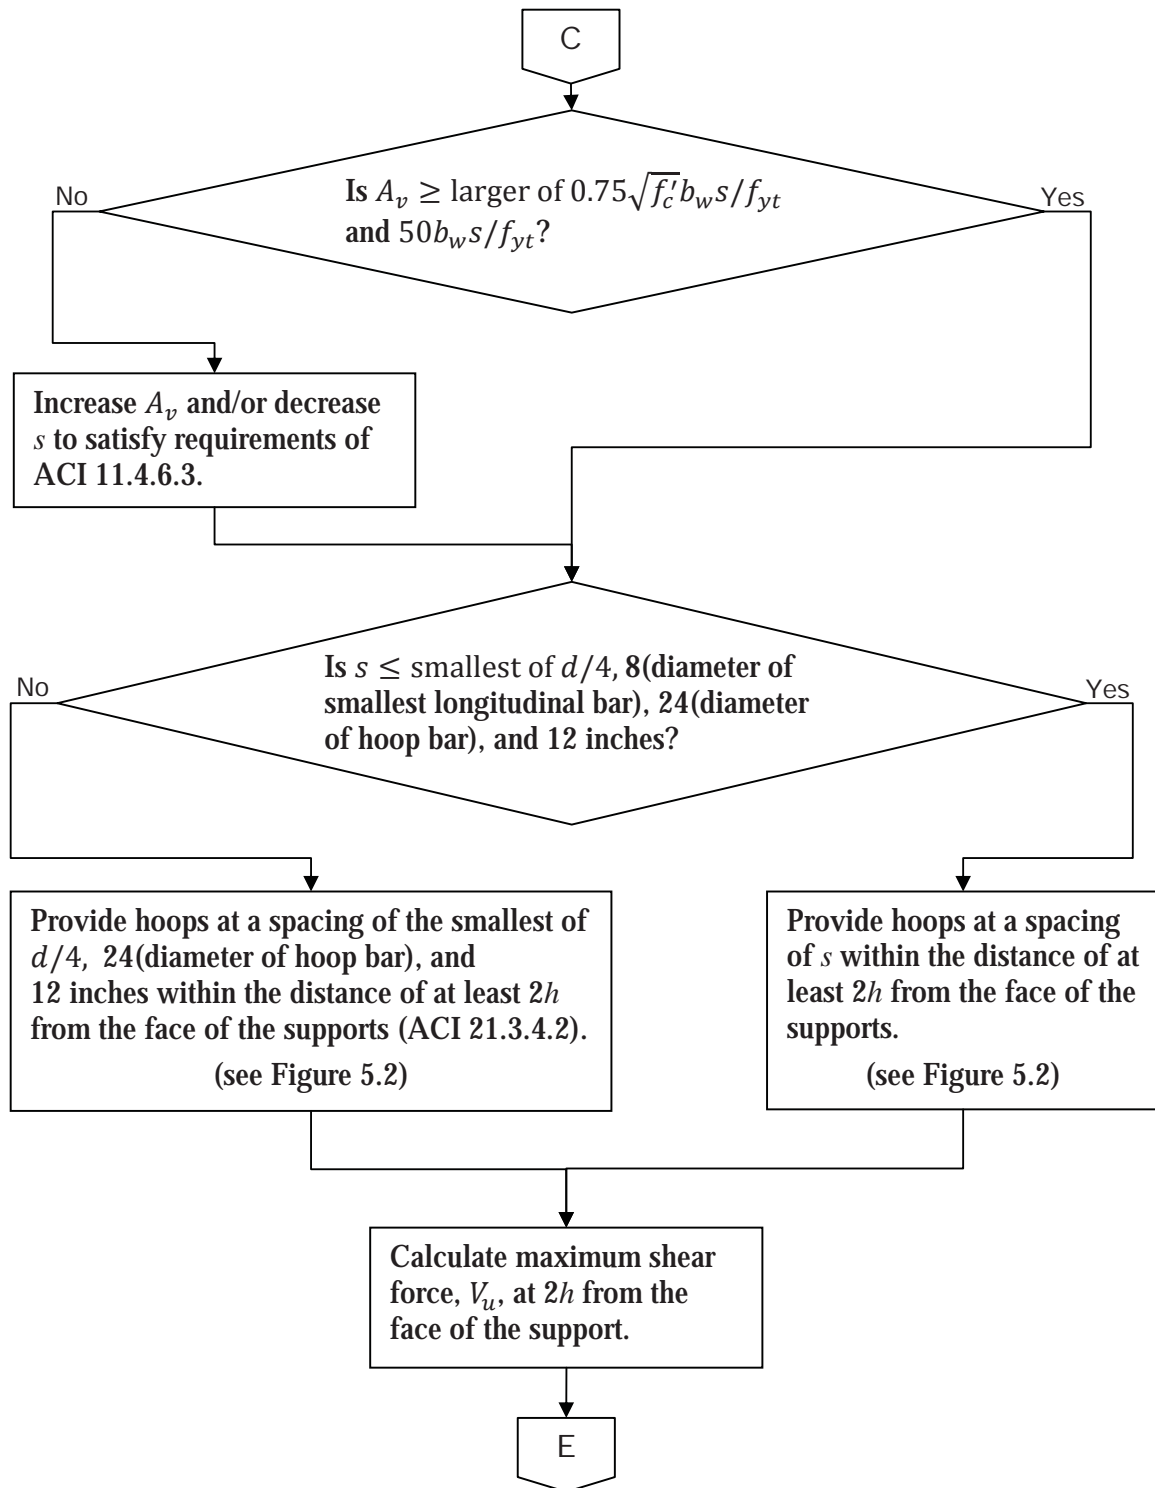 C
No
Yes
Is A_v ≥ larger of 0.75√f_c′ b_w s/f_yt
and 50b_w s/f_yt?
Increase A_v and/or decrease
s to satisfy requirements of
ACI 11.4.6.3.
No
Yes
Is s ≤ smallest of d/4, 8(diameter of
smallest longitudinal bar), 24(diameter
of hoop bar), and 12 inches?
Provide hoops at a spacing of the smallest of
d/4, 24(diameter of hoop bar), and
12 inches within the distance of at least 2h
from the face of the supports (ACI 21.3.4.2).
(see Figure 5.2)
Provide hoops at a spacing
of s within the distance of at
least 2h from the face of the
supports.
(see Figure 5.2)
Calculate maximum shear
force, V_u, at 2h from the
face of the support.
E